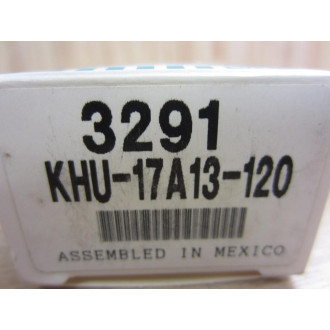 3291
KHU-17A13-120
ASSEMBLED IN MEXICO